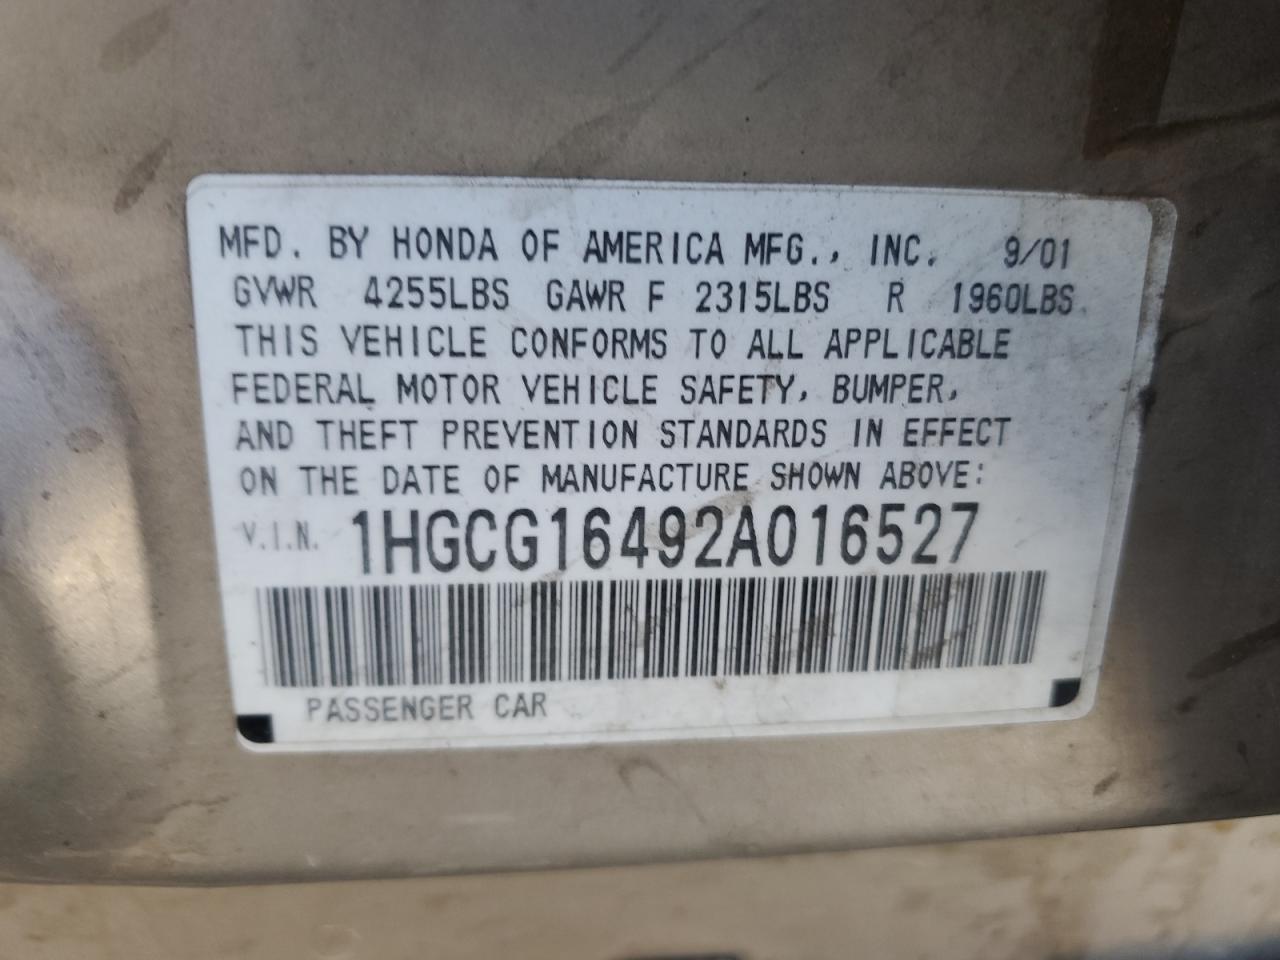 MFD. BY HONDA OF AMERICA MFG., INC. 9/01
GVWR 4255LBS GAWR F 2315LBS R 1960LBS
THIS VEHICLE CONFORMS TO ALL APPLICABLE
FEDERAL MOTOR VEHICLE SAFETY, BUMPER,
AND THEFT PREVENTION STANDARDS IN EFFECT
ON THE DATE OF MANUFACTURE SHOWN ABOVE:
V.I.N. 1HGCG16492A016527
PASSENGER CAR